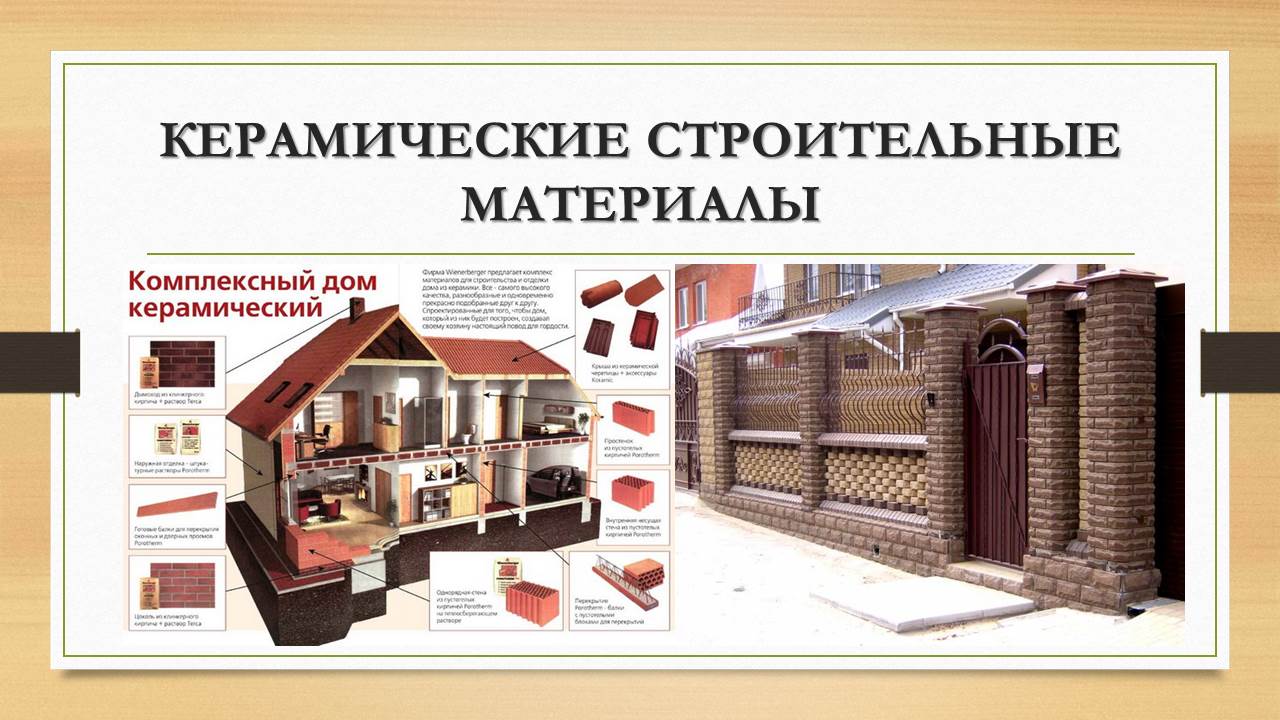 КЕРАМИЧЕСКИЕ СТРОИТЕЛЬНЫЕ
МАТЕРИАЛЫ
Комплексный дом
керамический
Фирма Wienerberger предлагает комплекс
материалов для строительства и отделки
дома из керамики. Все - самого высокого
качества, разнообразные и одновременно
прекрасно подобранные друг к другу.
Спроектированные для того, чтобы дом,
который из них будет построен, создавал
своему хозяину настоящий повод для гордости.
Крыша из керамической
черепицы + аксессуары
Koramic
Дымоход из клинкерного
кирпича + раствор Terca
Наружная отделка - штука-
турные растворы Porotherm
Готовые балки для перекрытия
оконных и дверных проемов
Porotherm
Цоколь из клинкерного
кирпича + раствор Terca
Простенок
из пустотелых
кирпичей Porotherm
Внутренняя несущая
стена из пустотелых
кирпичей Porotherm
Однорядная стена
из пустотелых
кирпичей Porotherm
на теплосберегающем
растворе
Перекрытие
Porotherm - балки
с пустотелыми
блоками для перекрытий